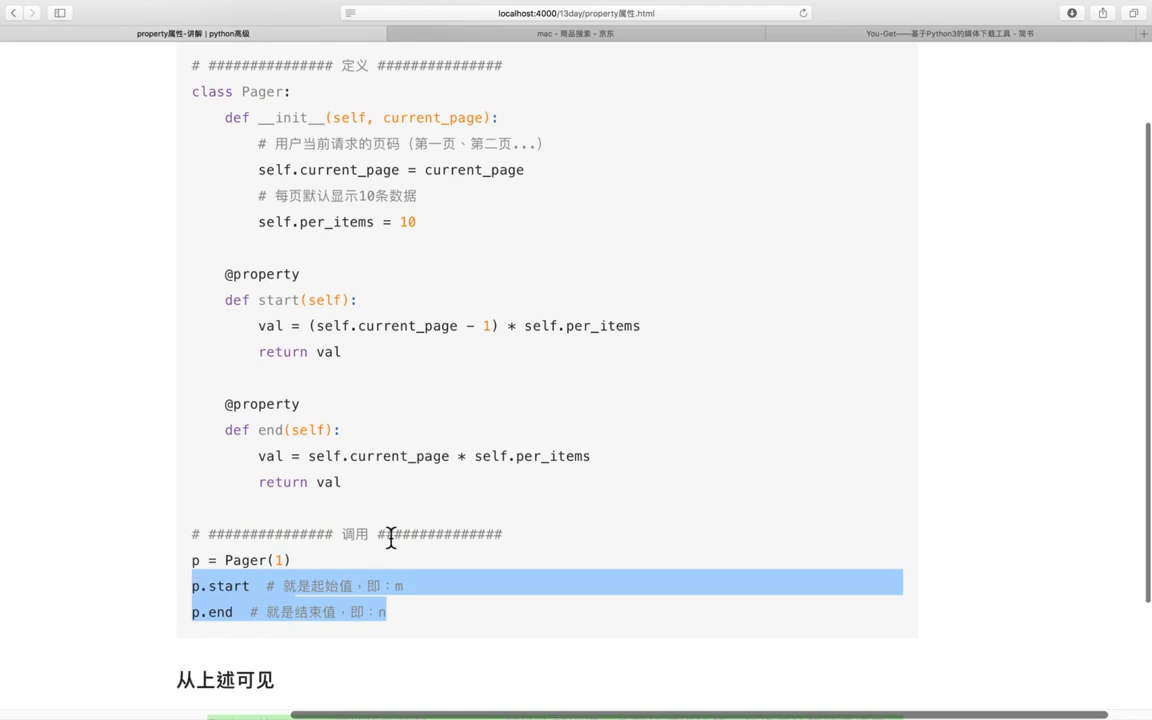 localhost:4000/13day/property属性.html
property属性-讲解 | python高级
mac - 商品搜索 - 京东
You-Get——基于Python3的媒体下载工具 - 简书
# ############### 定义 ###############
class Pager:
    def __init__(self, current_page):
        # 用户当前请求的页码（第一页、第二页...）
        self.current_page = current_page
        # 每页默认显示10条数据
        self.per_items = 10
    @property
    def start(self):
        val = (self.current_page - 1) * self.per_items
        return val
    @property
    def end(self):
        val = self.current_page * self.per_items
        return val
# ############### 调用 ###############
p = Pager(1)
p.start  # 就是起始值，即：m
p.end  # 就是结束值，即：n
从上述可见